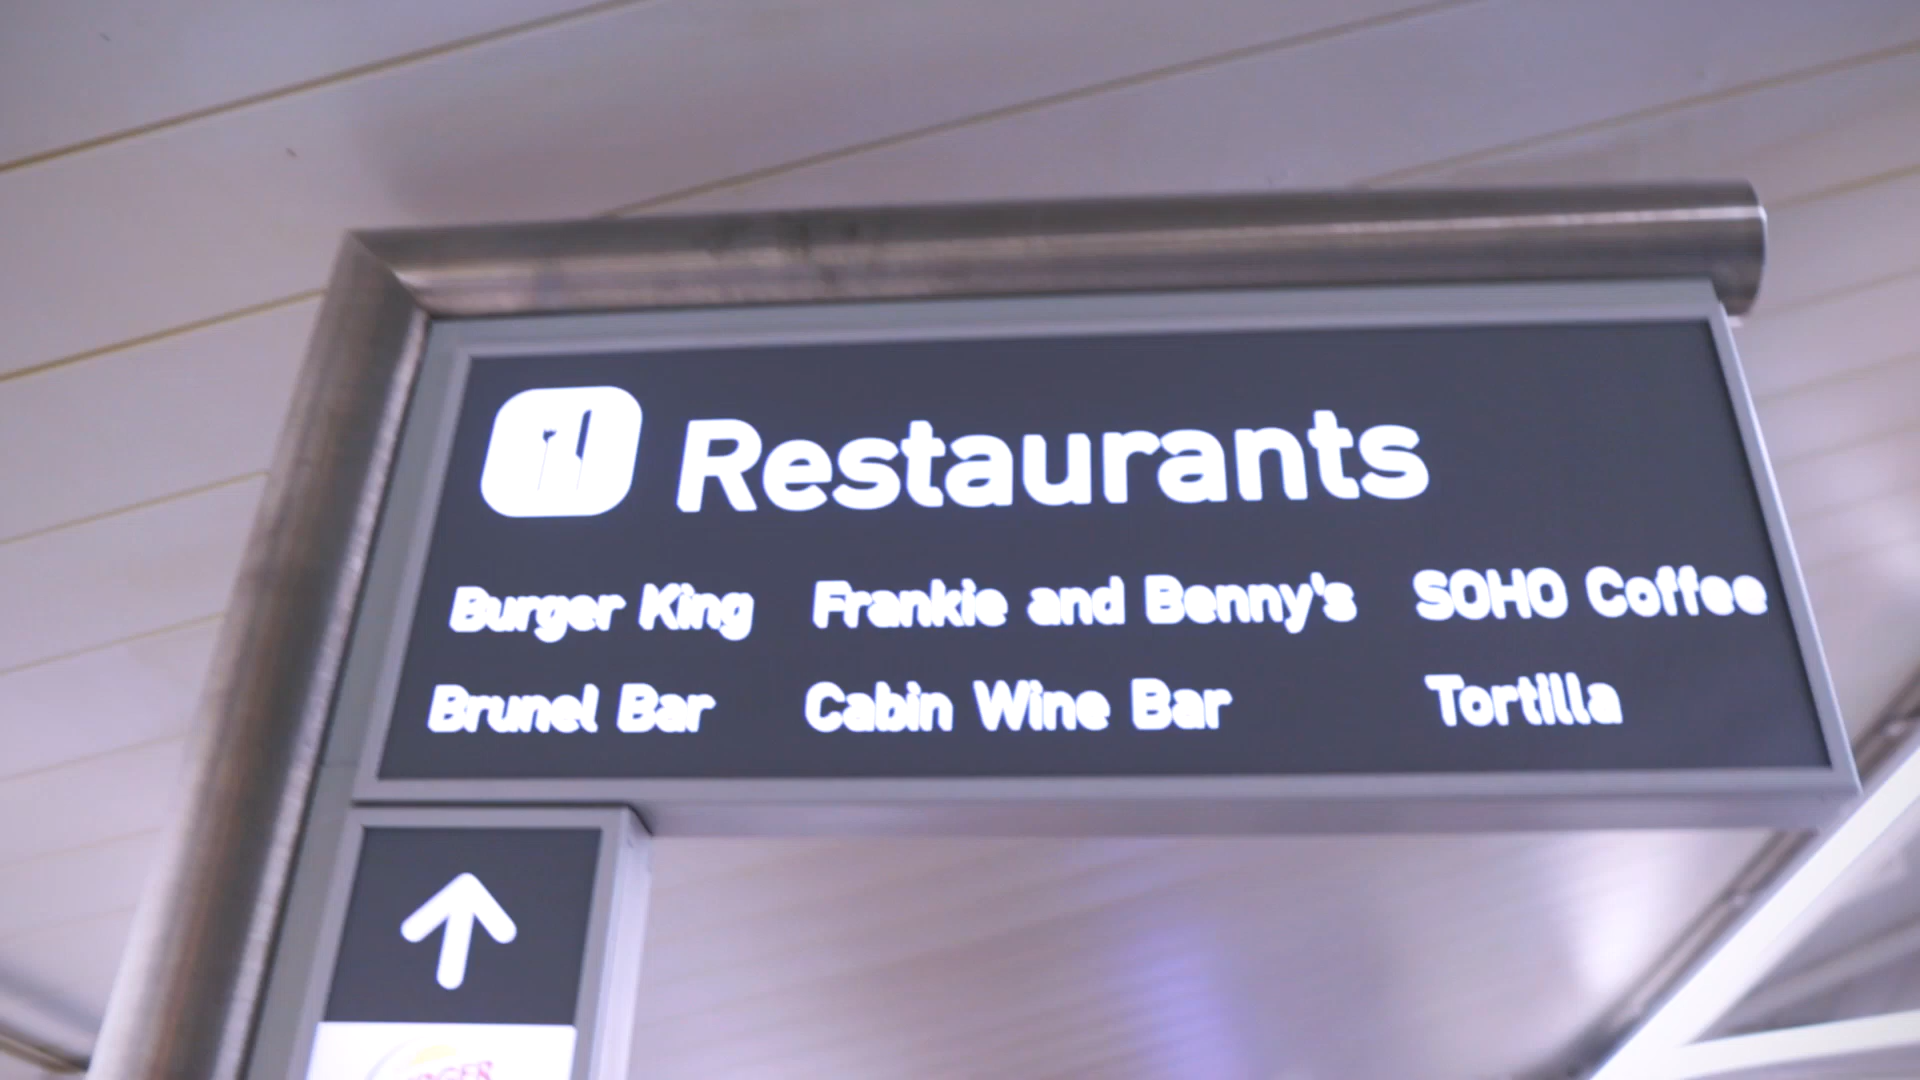 Restaurants
Burger King Frankie and Benny's SOHO Coffee
Brunel Bar Cabin Wine Bar Tortilla